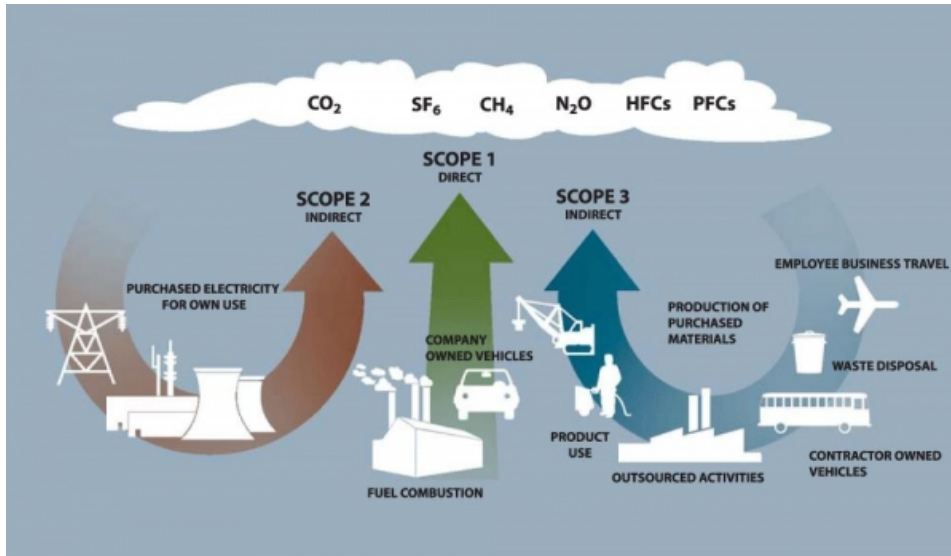 CO₂ SF₆ CH₄ N₂O HFCs PFCs
SCOPE 1
DIRECT
SCOPE 2
INDIRECT
SCOPE 3
INDIRECT
PURCHASED ELECTRICITY
FOR OWN USE
COMPANY
OWNED VEHICLES
FUEL COMBUSTION
PRODUCT
USE
PRODUCTION OF
PURCHASED
MATERIALS
OUTSOURCED ACTIVITIES
EMPLOYEE BUSINESS TRAVEL
WASTE DISPOSAL
CONTRACTOR OWNED
VEHICLES